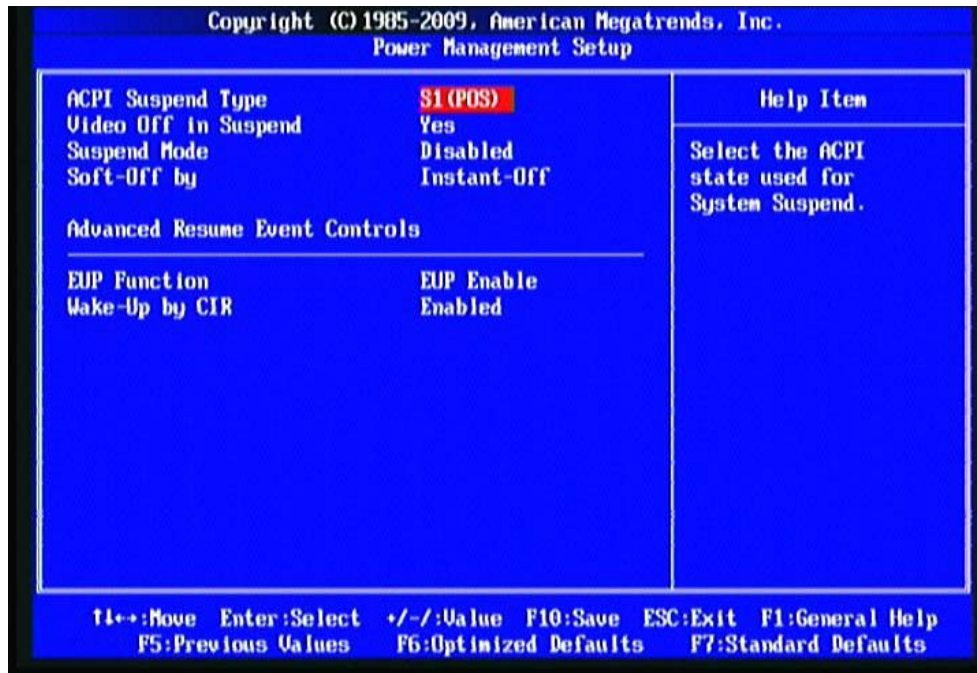 Copyright (C) 1985-2009, American Megatrends, Inc.
Power Management Setup
ACPI Suspend Type S1(POS)
Video Off in Suspend Yes
Suspend Mode Disabled
Soft-Off by Instant-Off
Advanced Resume Event Controls
EUP Function EUP Enable
Wake-Up by CIR Enabled
Help Item
Select the ACPI
state used for
System Suspend.
↑↓←→:Move Enter:Select +/-/:Value F10:Save ESC:Exit F1:General Help
F5:Previous Values F6:Optimized Defaults F7:Standard Defaults